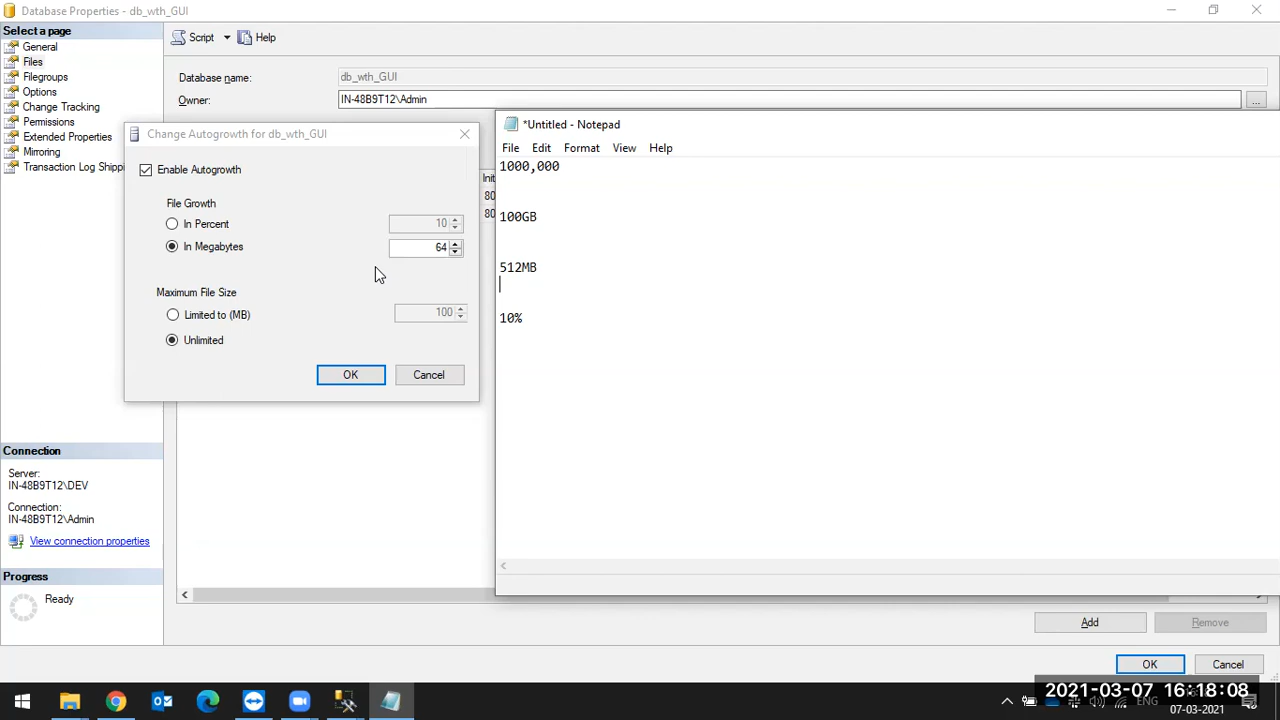 Database Properties - db_wth_GUI
Select a page
General
Files
Filegroups
Options
Change Tracking
Permissions
Extended Properties
Mirroring
Transaction Log Shippi
Script
Help
Database name:
db_wth_GUI
Owner:
IN-48B9T12\Admin
...
Change Autogrowth for db_wth_GUI
Enable Autogrowth
File Growth
In Percent
10
In Megabytes
64
Maximum File Size
Limited to (MB)
100
Unlimited
OK
Cancel
Initi
80
80
*Untitled - Notepad
File Edit Format View Help
1000,000
100GB
512MB
10%
Connection
Server:
IN-48B9T12\DEV
Connection:
IN-48B9T12\Admin
View connection properties
Progress
Ready
Add
Remove
OK
Cancel
ENG
2021-03-07 16:18:08
07-03-2021